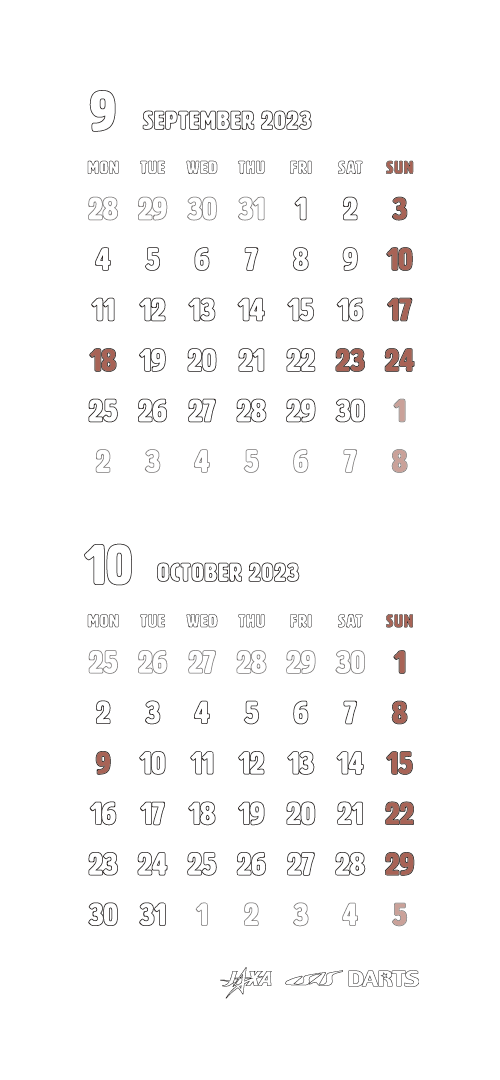 9 SEPTEMBER 2023
MON TUE WED THU FRI SAT SUN
28 29 30 31 1 2 3
4 5 6 7 8 9 10
11 12 13 14 15 16 17
18 19 20 21 22 23 24
25 26 27 28 29 30 1
2 3 4 5 6 7 8
10 OCTOBER 2023
MON TUE WED THU FRI SAT SUN
25 26 27 28 29 30 1
2 3 4 5 6 7 8
9 10 11 12 13 14 15
16 17 18 19 20 21 22
23 24 25 26 27 28 29
30 31 1 2 3 4 5
JAXA ISAS DARTS